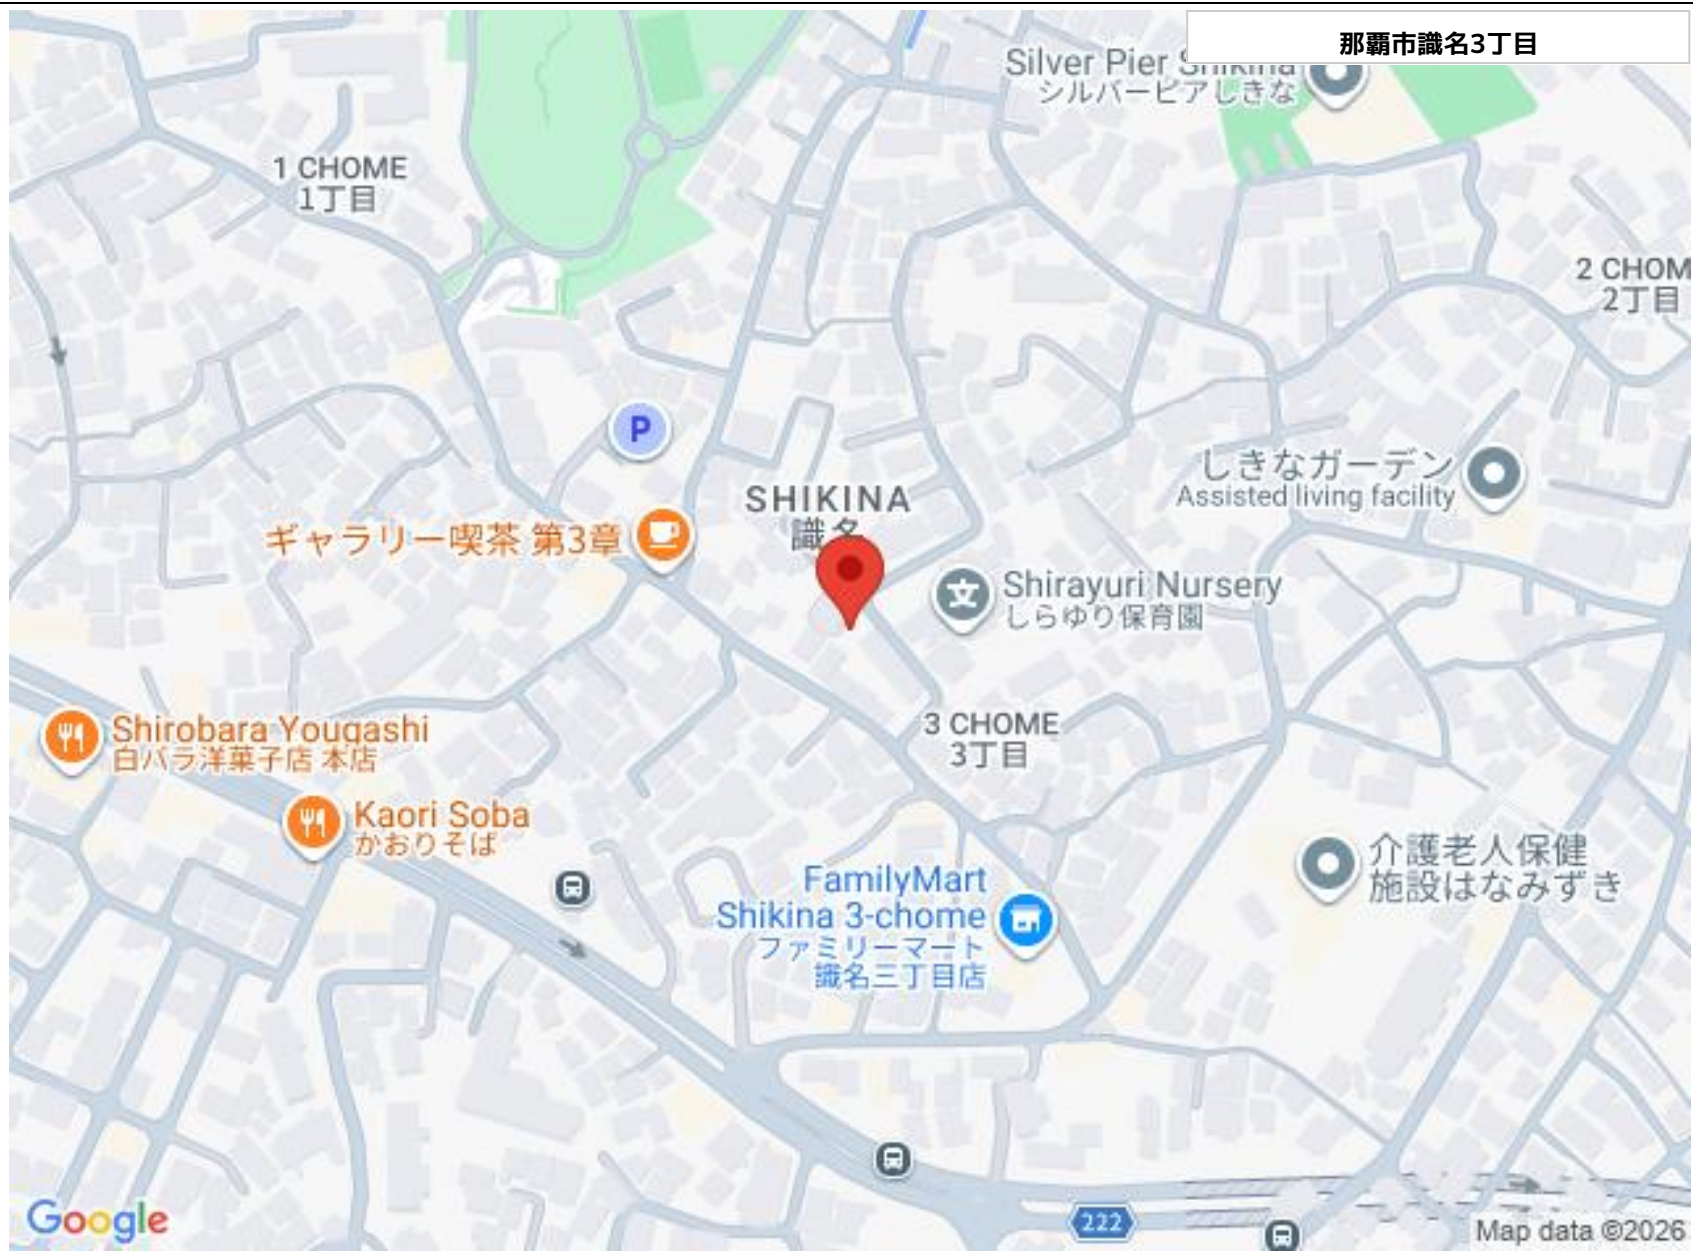 那覇市識名3丁目
Silver Pier Shikina
シルバーピアしきな
1 CHOME
1丁目
2 CHOM
2丁目
P
しきなガーデン
Assisted living facility
SHIKINA
識名
ギャラリー喫茶 第3章
Shirayuri Nursery
しらゆり保育園
文
Shirobara Yougashi
白バラ洋菓子店 本店
3 CHOME
3丁目
Kaori Soba
かおりそば
介護老人保健
施設はなみずき
FamilyMart
Shikina 3-chome
ファミリーマート
識名三丁目店
222
Google
Map data ©2026